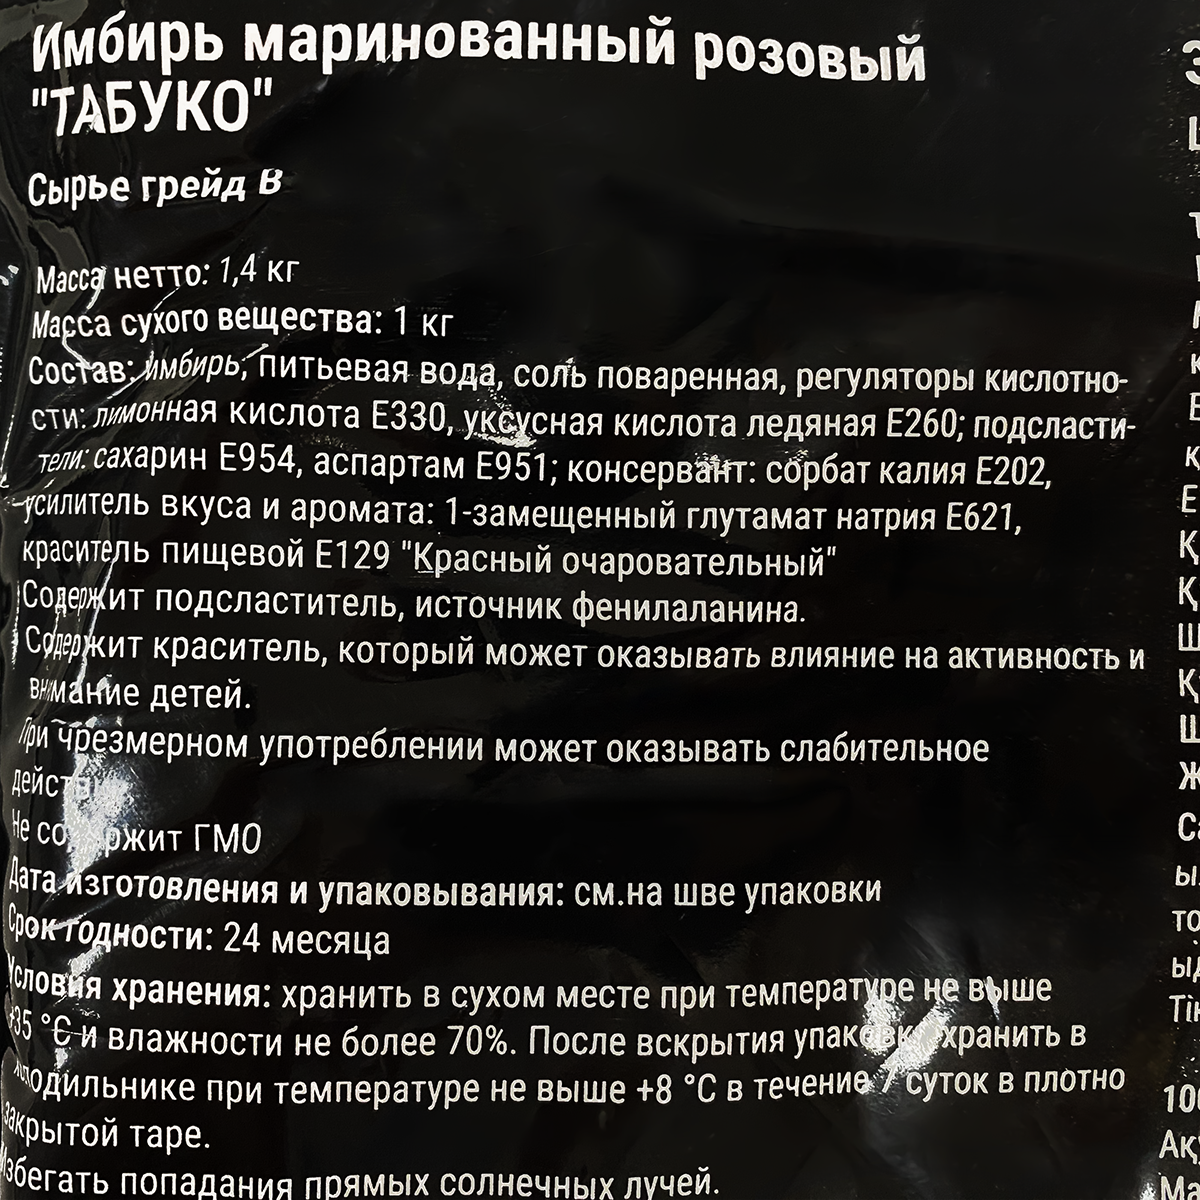 Имбирь маринованный розовый
"ТАБУКО"
Сырье грейд В
Масса нетто: 1,4 кг
Масса сухого вещества: 1 кг
Состав: имбирь, питьевая вода, соль поваренная, регуляторы кислотно-
сти: лимонная кислота Е330, уксусная кислота ледяная Е260; подсласти-
тели: сахарин Е954, аспартам Е951; консервант: сорбат калия Е202,
усилитель вкуса и аромата: 1-замещенный глутамат натрия Е621,
краситель пищевой Е129 "Красный очаровательный"
Содержит подсластитель, источник фенилаланина.
Содержит краситель, который может оказывать влияние на активность и
внимание детей.
При чрезмерном употреблении может оказывать слабительное
Не содержит ГМО
Дата изготовления и упаковывания: см.на шве упаковки
Срок годности: 24 месяца
Условия хранения: хранить в сухом месте при температуре не выше
+35 °С и влажности не более 70%. После вскрытия упаковку хранить в
холодильнике при температуре не выше +8 °С в течение 7 суток в плотно
закрытой таре.
Избегать попадания прямых солнечных лучей.